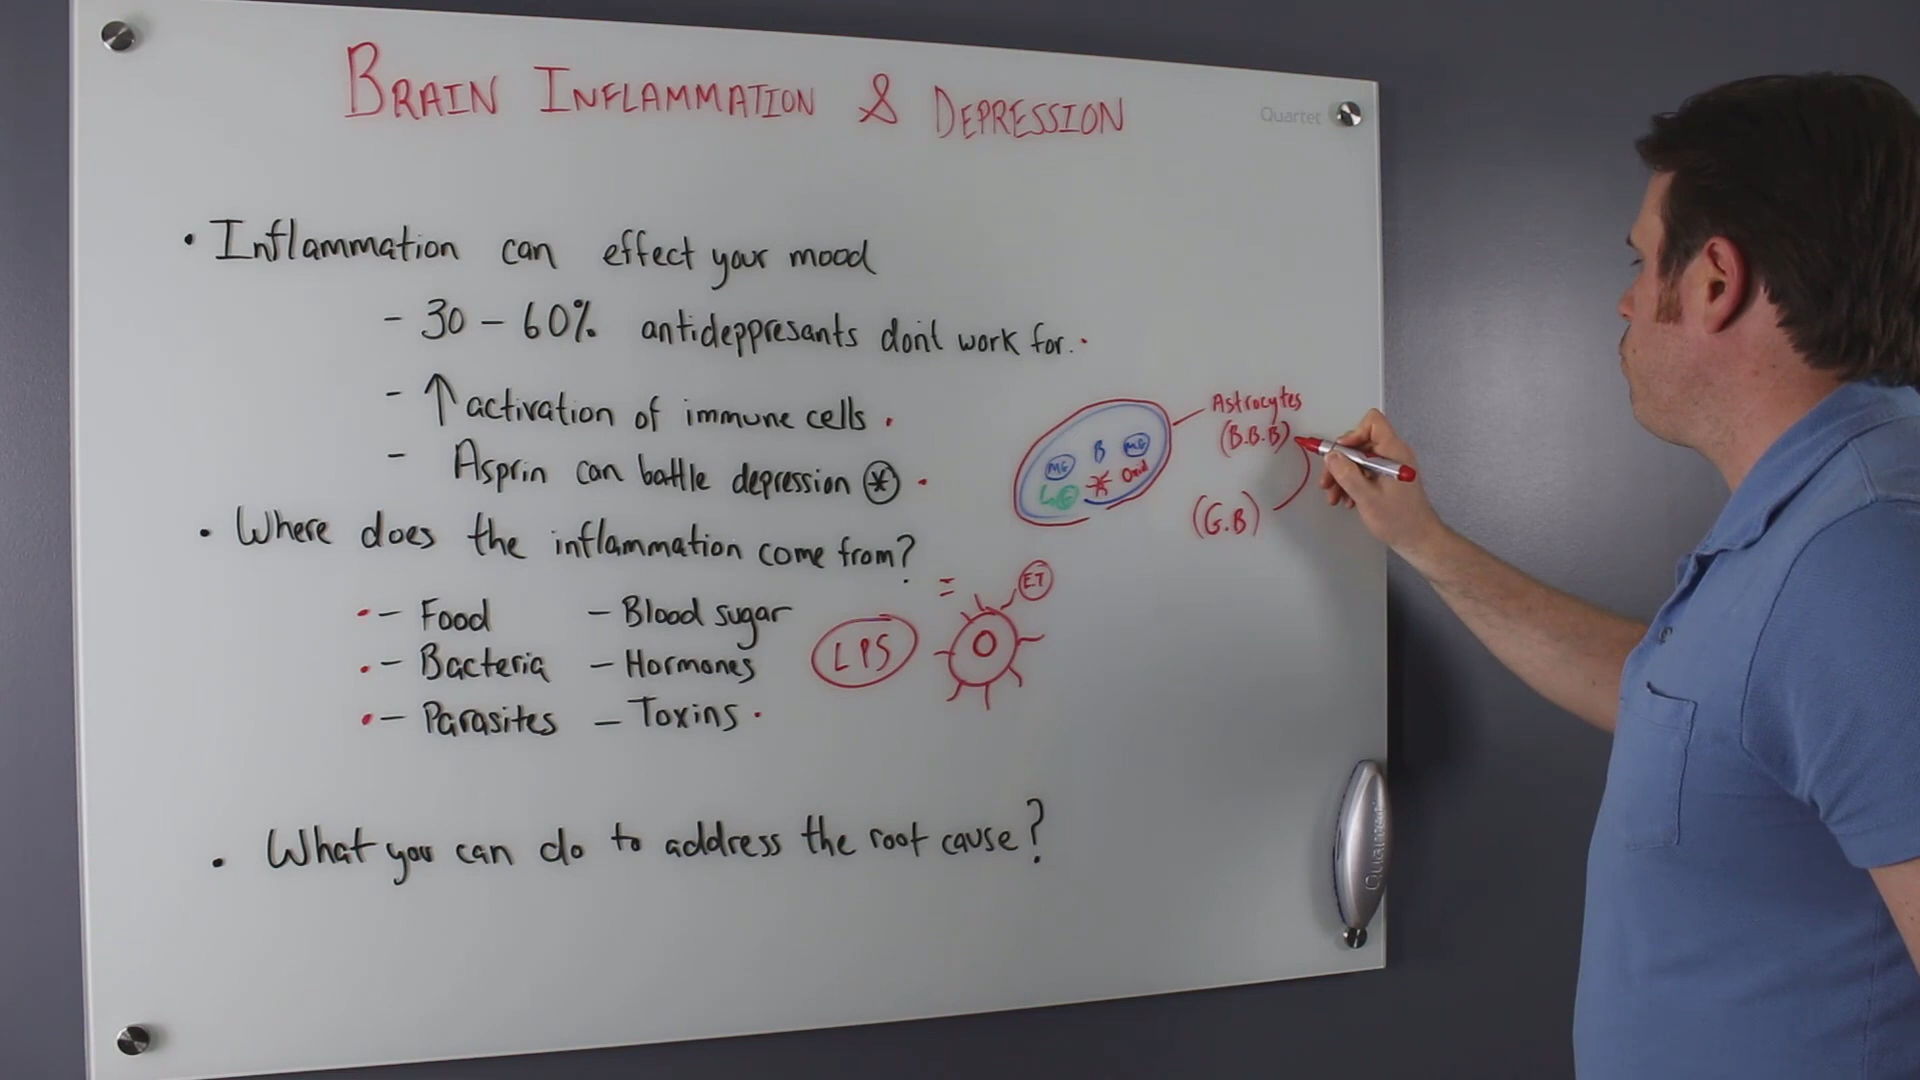 BRAIN INFLAMMATION & DEPRESSION
Quartet
• Inflammation can effect your mood
- 30 - 60% antideppresants don't work for.
- ↑ activation of immune cells
- Asprin can battle depression (*)
Astrocytes
(B.B.B)
B
MG
MG
Oxid
(G.B)
• Where does the inflammation come from?
- Food - Blood sugar
- Bacteria - Hormones
- Parasites - Toxins
LPS
=
E.T
• What you can do to address the root cause?
Quartet